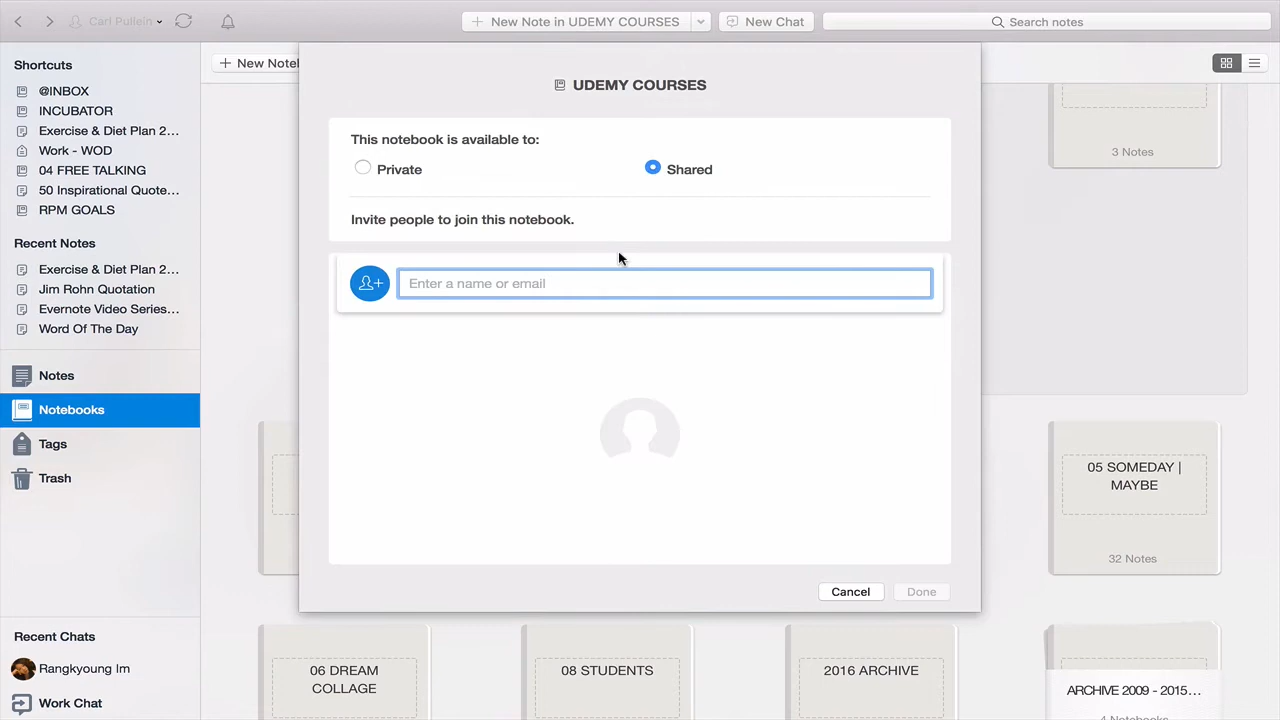 Carl Pullein
New Note in UDEMY COURSES
New Chat
Search notes
Shortcuts
@INBOX
INCUBATOR
Exercise & Diet Plan 2...
Work - WOD
04 FREE TALKING
50 Inspirational Quote...
RPM GOALS
Recent Notes
Exercise & Diet Plan 2...
Jim Rohn Quotation
Evernote Video Series...
Word Of The Day
Notes
Notebooks
Tags
Trash
Recent Chats
Rangkyoung Im
Work Chat
+ New Notel
UDEMY COURSES
This notebook is available to:
Private
Shared
Invite people to join this notebook.
Enter a name or email
Cancel
Done
3 Notes
05 SOMEDAY |
MAYBE
32 Notes
06 DREAM
COLLAGE
08 STUDENTS
2016 ARCHIVE
ARCHIVE 2009 - 2015...
4 Notebooks